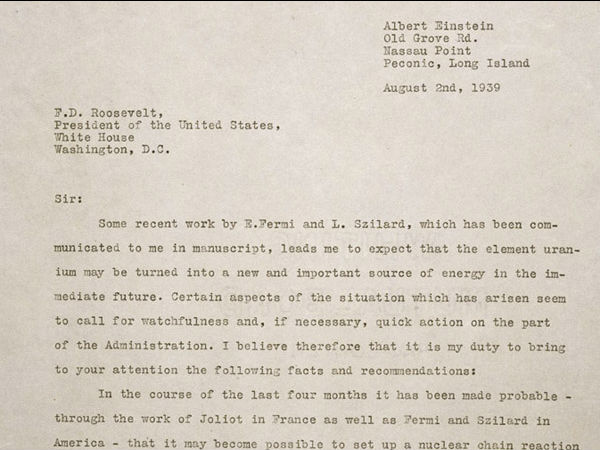 Albert Einstein
Old Grove Rd.
Nassau Point
Peconic, Long Island
August 2nd, 1939
F.D. Roosevelt,
President of the United States,
White House
Washington, D.C.
Sir:
Some recent work by E.Fermi and L. Szilard, which has been com-
municated to me in manuscript, leads me to expect that the element uran-
ium may be turned into a new and important source of energy in the im-
mediate future. Certain aspects of the situation which has arisen seem
to call for watchfulness and, if necessary, quick action on the part
of the Administration. I believe therefore that it is my duty to bring
to your attention the following facts and recommendations:
In the course of the last four months it has been made probable -
through the work of Joliot in France as well as Fermi and Szilard in
America - that it may become possible to set up a nuclear chain reaction